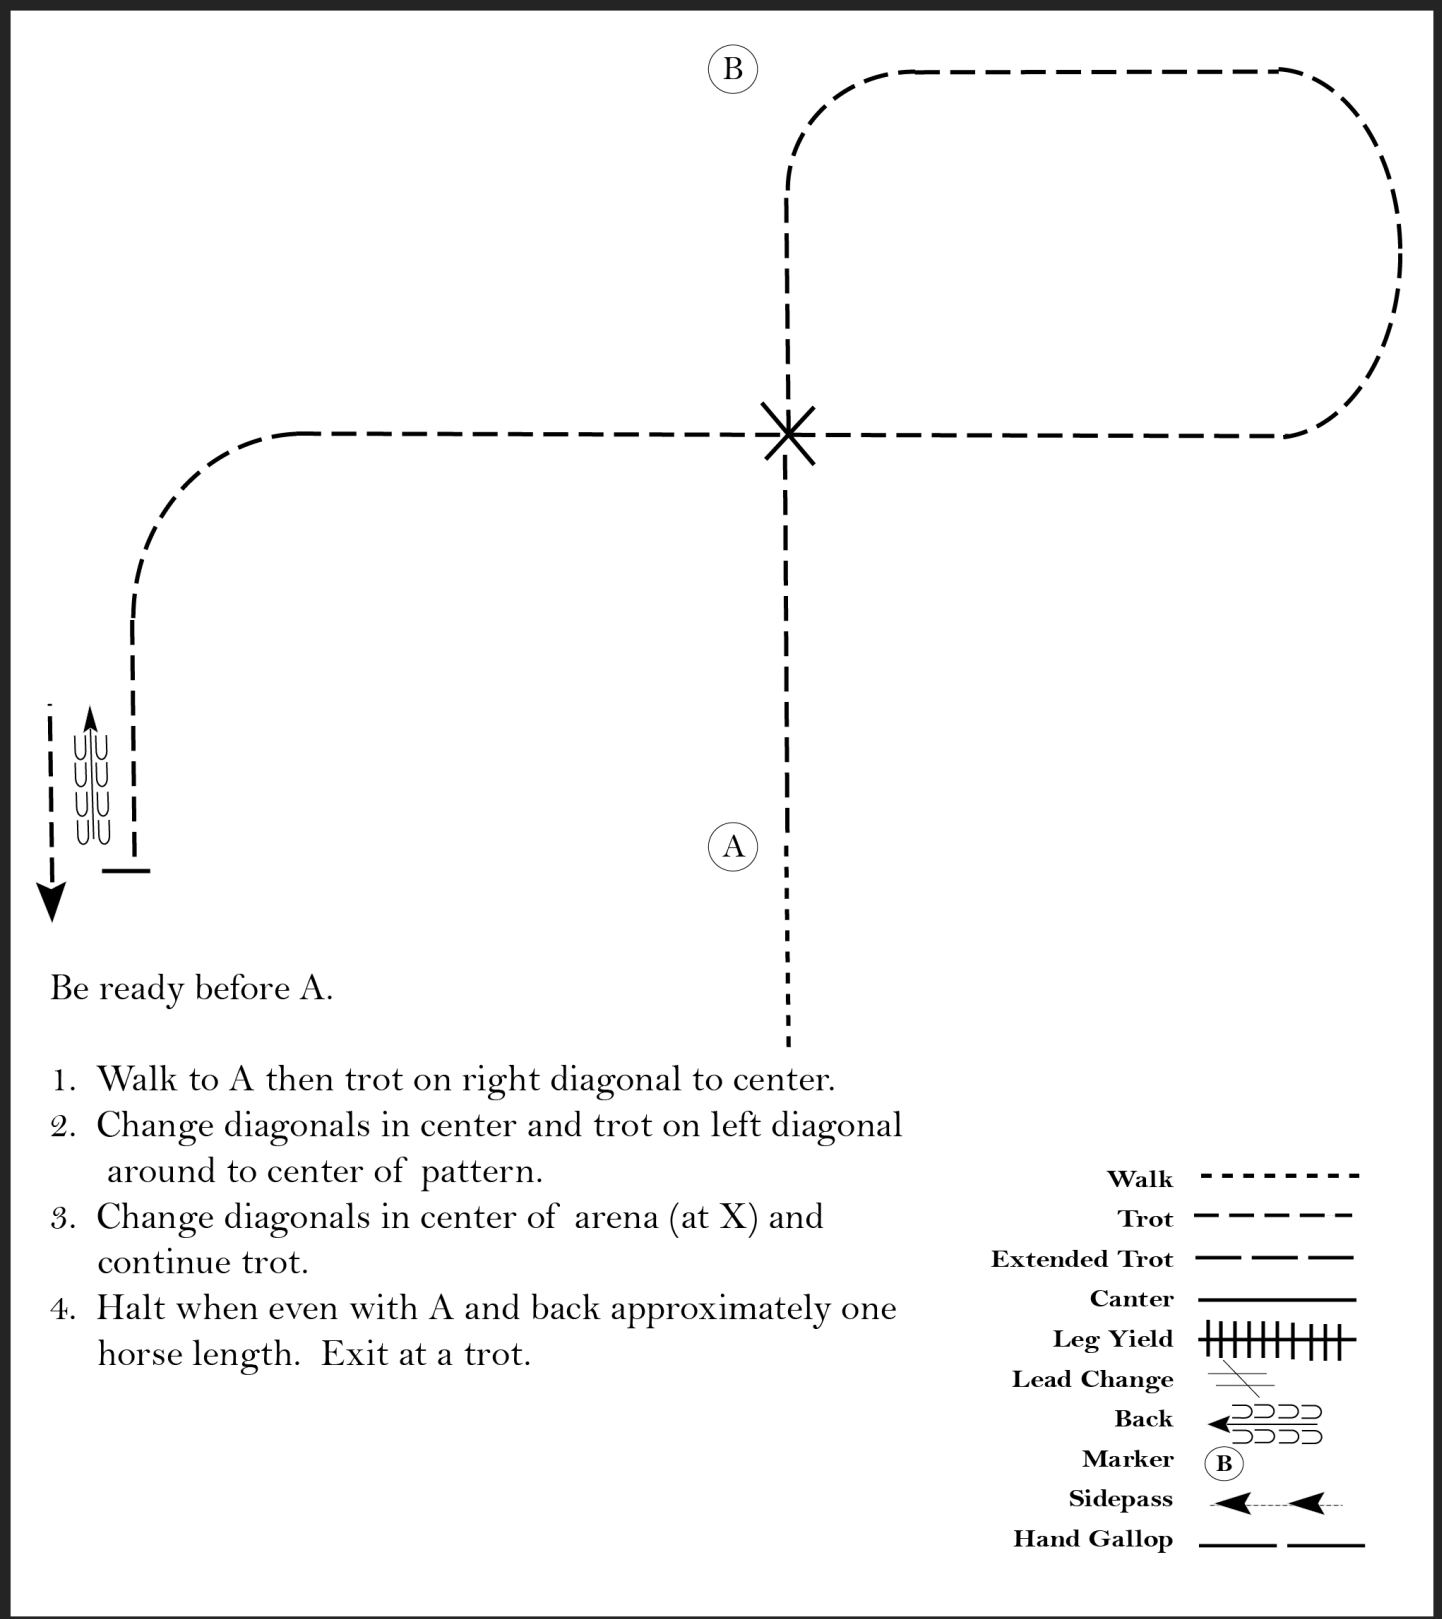 B
A
Be ready before A.
1. Walk to A then trot on right diagonal to center.
2. Change diagonals in center and trot on left diagonal
around to center of pattern.
3. Change diagonals in center of arena (at X) and
continue trot.
4. Halt when even with A and back approximately one
horse length. Exit at a trot.
Walk
Trot
Extended Trot
Canter
Leg Yield
Lead Change
Back
Marker B
Sidepass
Hand Gallop